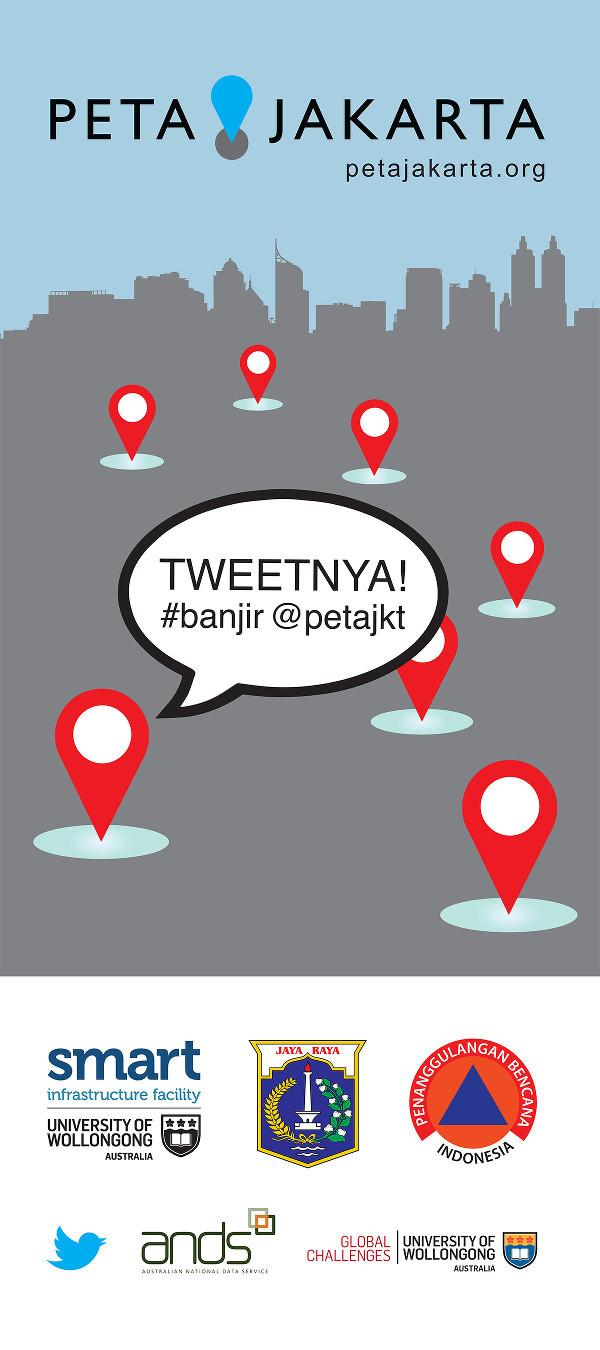 PETA JAKARTA
petajakarta.org
TWEETNYA!
#banjir @petajkt
smart
infrastructure facility
UNIVERSITY OF
WOLLONGONG
AUSTRALIA
JAYA RAYA
PENANGGULANGAN BENCANA
INDONESIA
ands
AUSTRALIAN NATIONAL DATA SERVICE
GLOBAL
CHALLENGES
UNIVERSITY OF
WOLLONGONG
AUSTRALIA